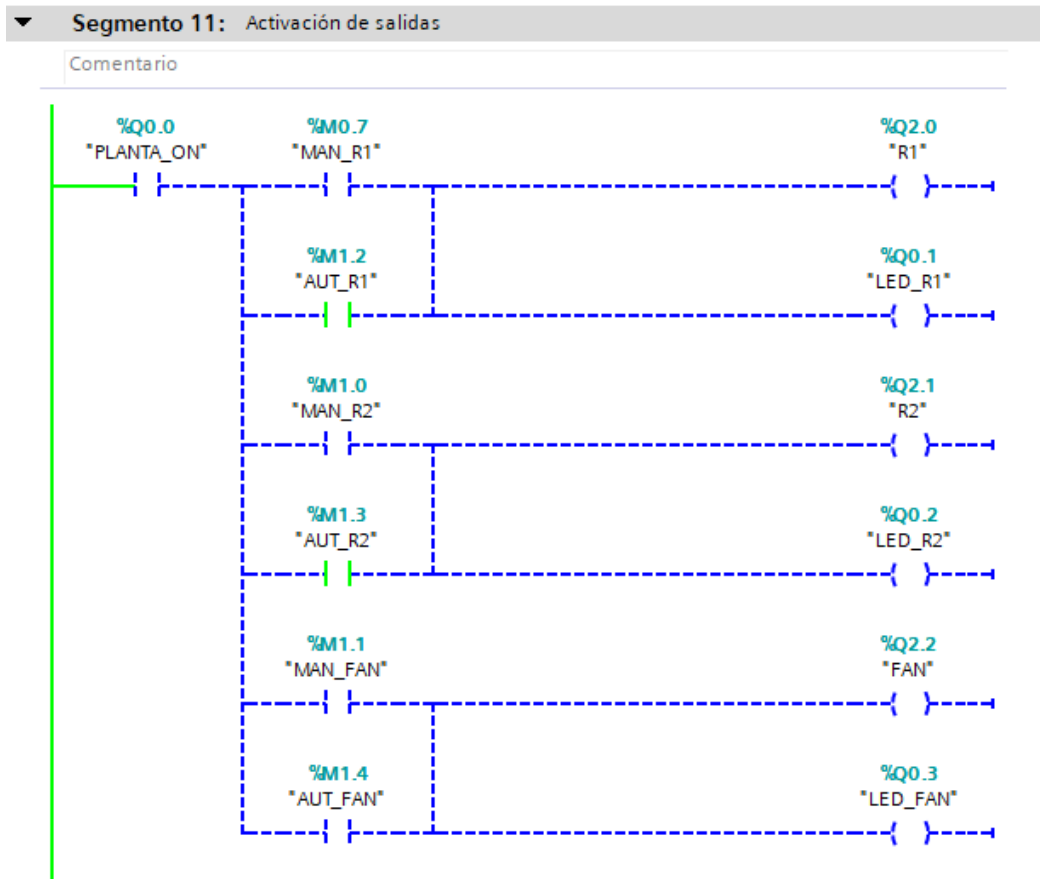 Segmento 11: Activación de salidas
Comentario
%Q0.0 %M0.7 %Q2.0
"PLANTA_ON" "MAN_R1" "R1"
%M1.2 %Q0.1
"AUT_R1" "LED_R1"
%M1.0 %Q2.1
"MAN_R2" "R2"
%M1.3 %Q0.2
"AUT_R2" "LED_R2"
%M1.1 %Q2.2
"MAN_FAN" "FAN"
%M1.4 %Q0.3
"AUT_FAN" "LED_FAN"